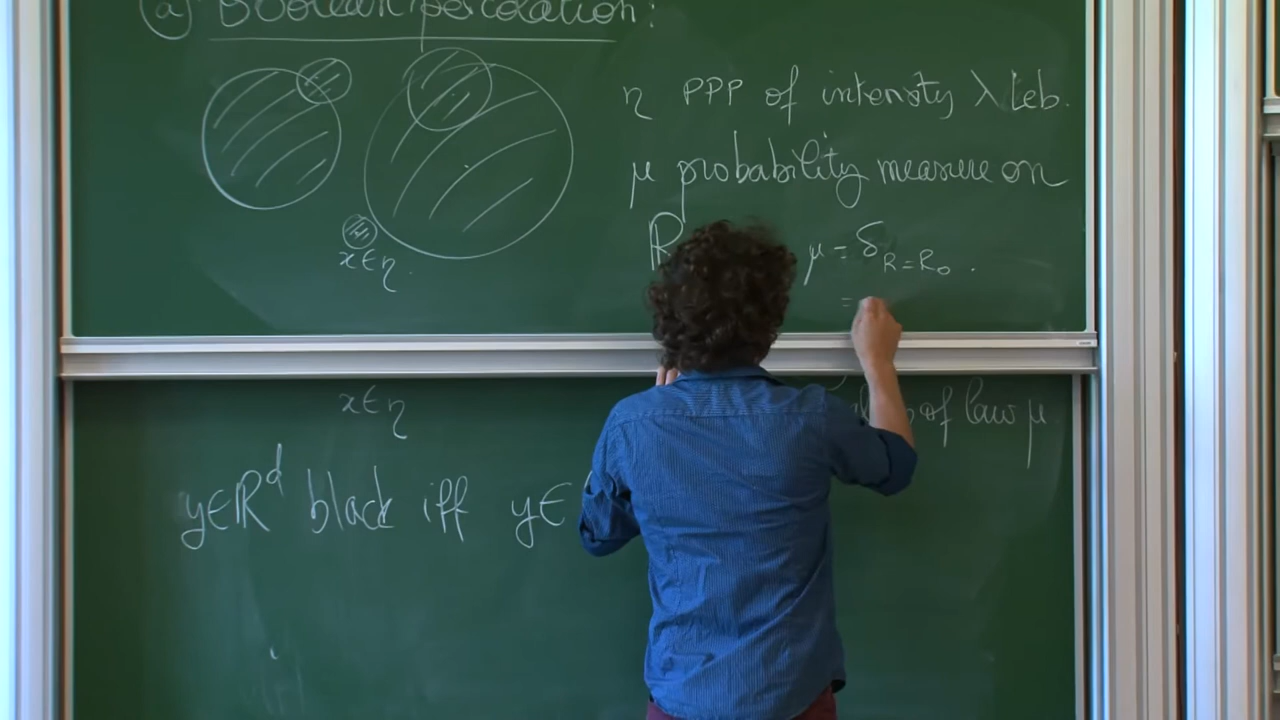 (a) Boolean percolation:
η PPP of intensity λ Leb.
μ probability measure on
R μ = δ_{R=R₀}.
=
x∈η
x∈η of law μ
y∈ℝ^d black iff y∈